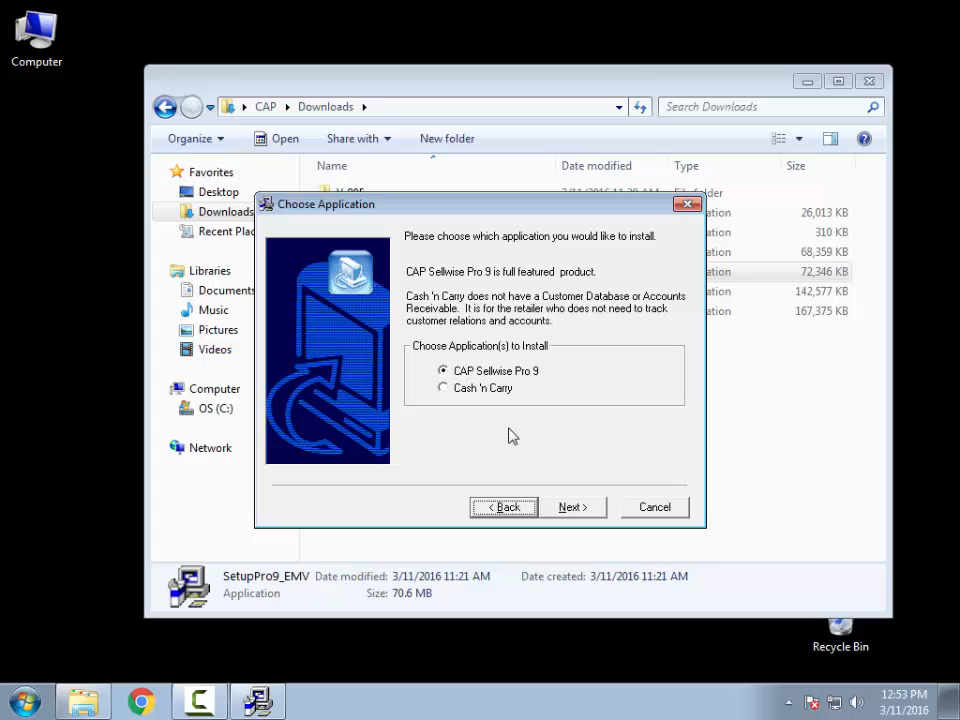 Computer
CAP
Downloads
Search Downloads
Organize
Open
Share with
New folder
Name
Date modified
Type
Size
Favorites
Desktop
Downloads
Recent Plac
Libraries
Documents
Music
Pictures
Videos
Computer
OS (C:)
Network
26,013 KB
310 KB
68,359 KB
72,346 KB
142,577 KB
167,375 KB
ation
ation
ation
ation
ation
ation
Choose Application
Please choose which application you would like to install.
CAP Sellwise Pro 9 is full featured product.
Cash 'n Carry does not have a Customer Database or Accounts
Receivable. It is for the retailer who does not need to track
customer relations and accounts.
Choose Application(s) to Install
CAP Sellwise Pro 9
Cash 'n Carry
< Back
Next >
Cancel
SetupPro9_EMV
Date modified: 3/11/2016 11:21 AM
Date created: 3/11/2016 11:21 AM
Application
Size: 70.6 MB
Recycle Bin
12:53 PM
3/11/2016